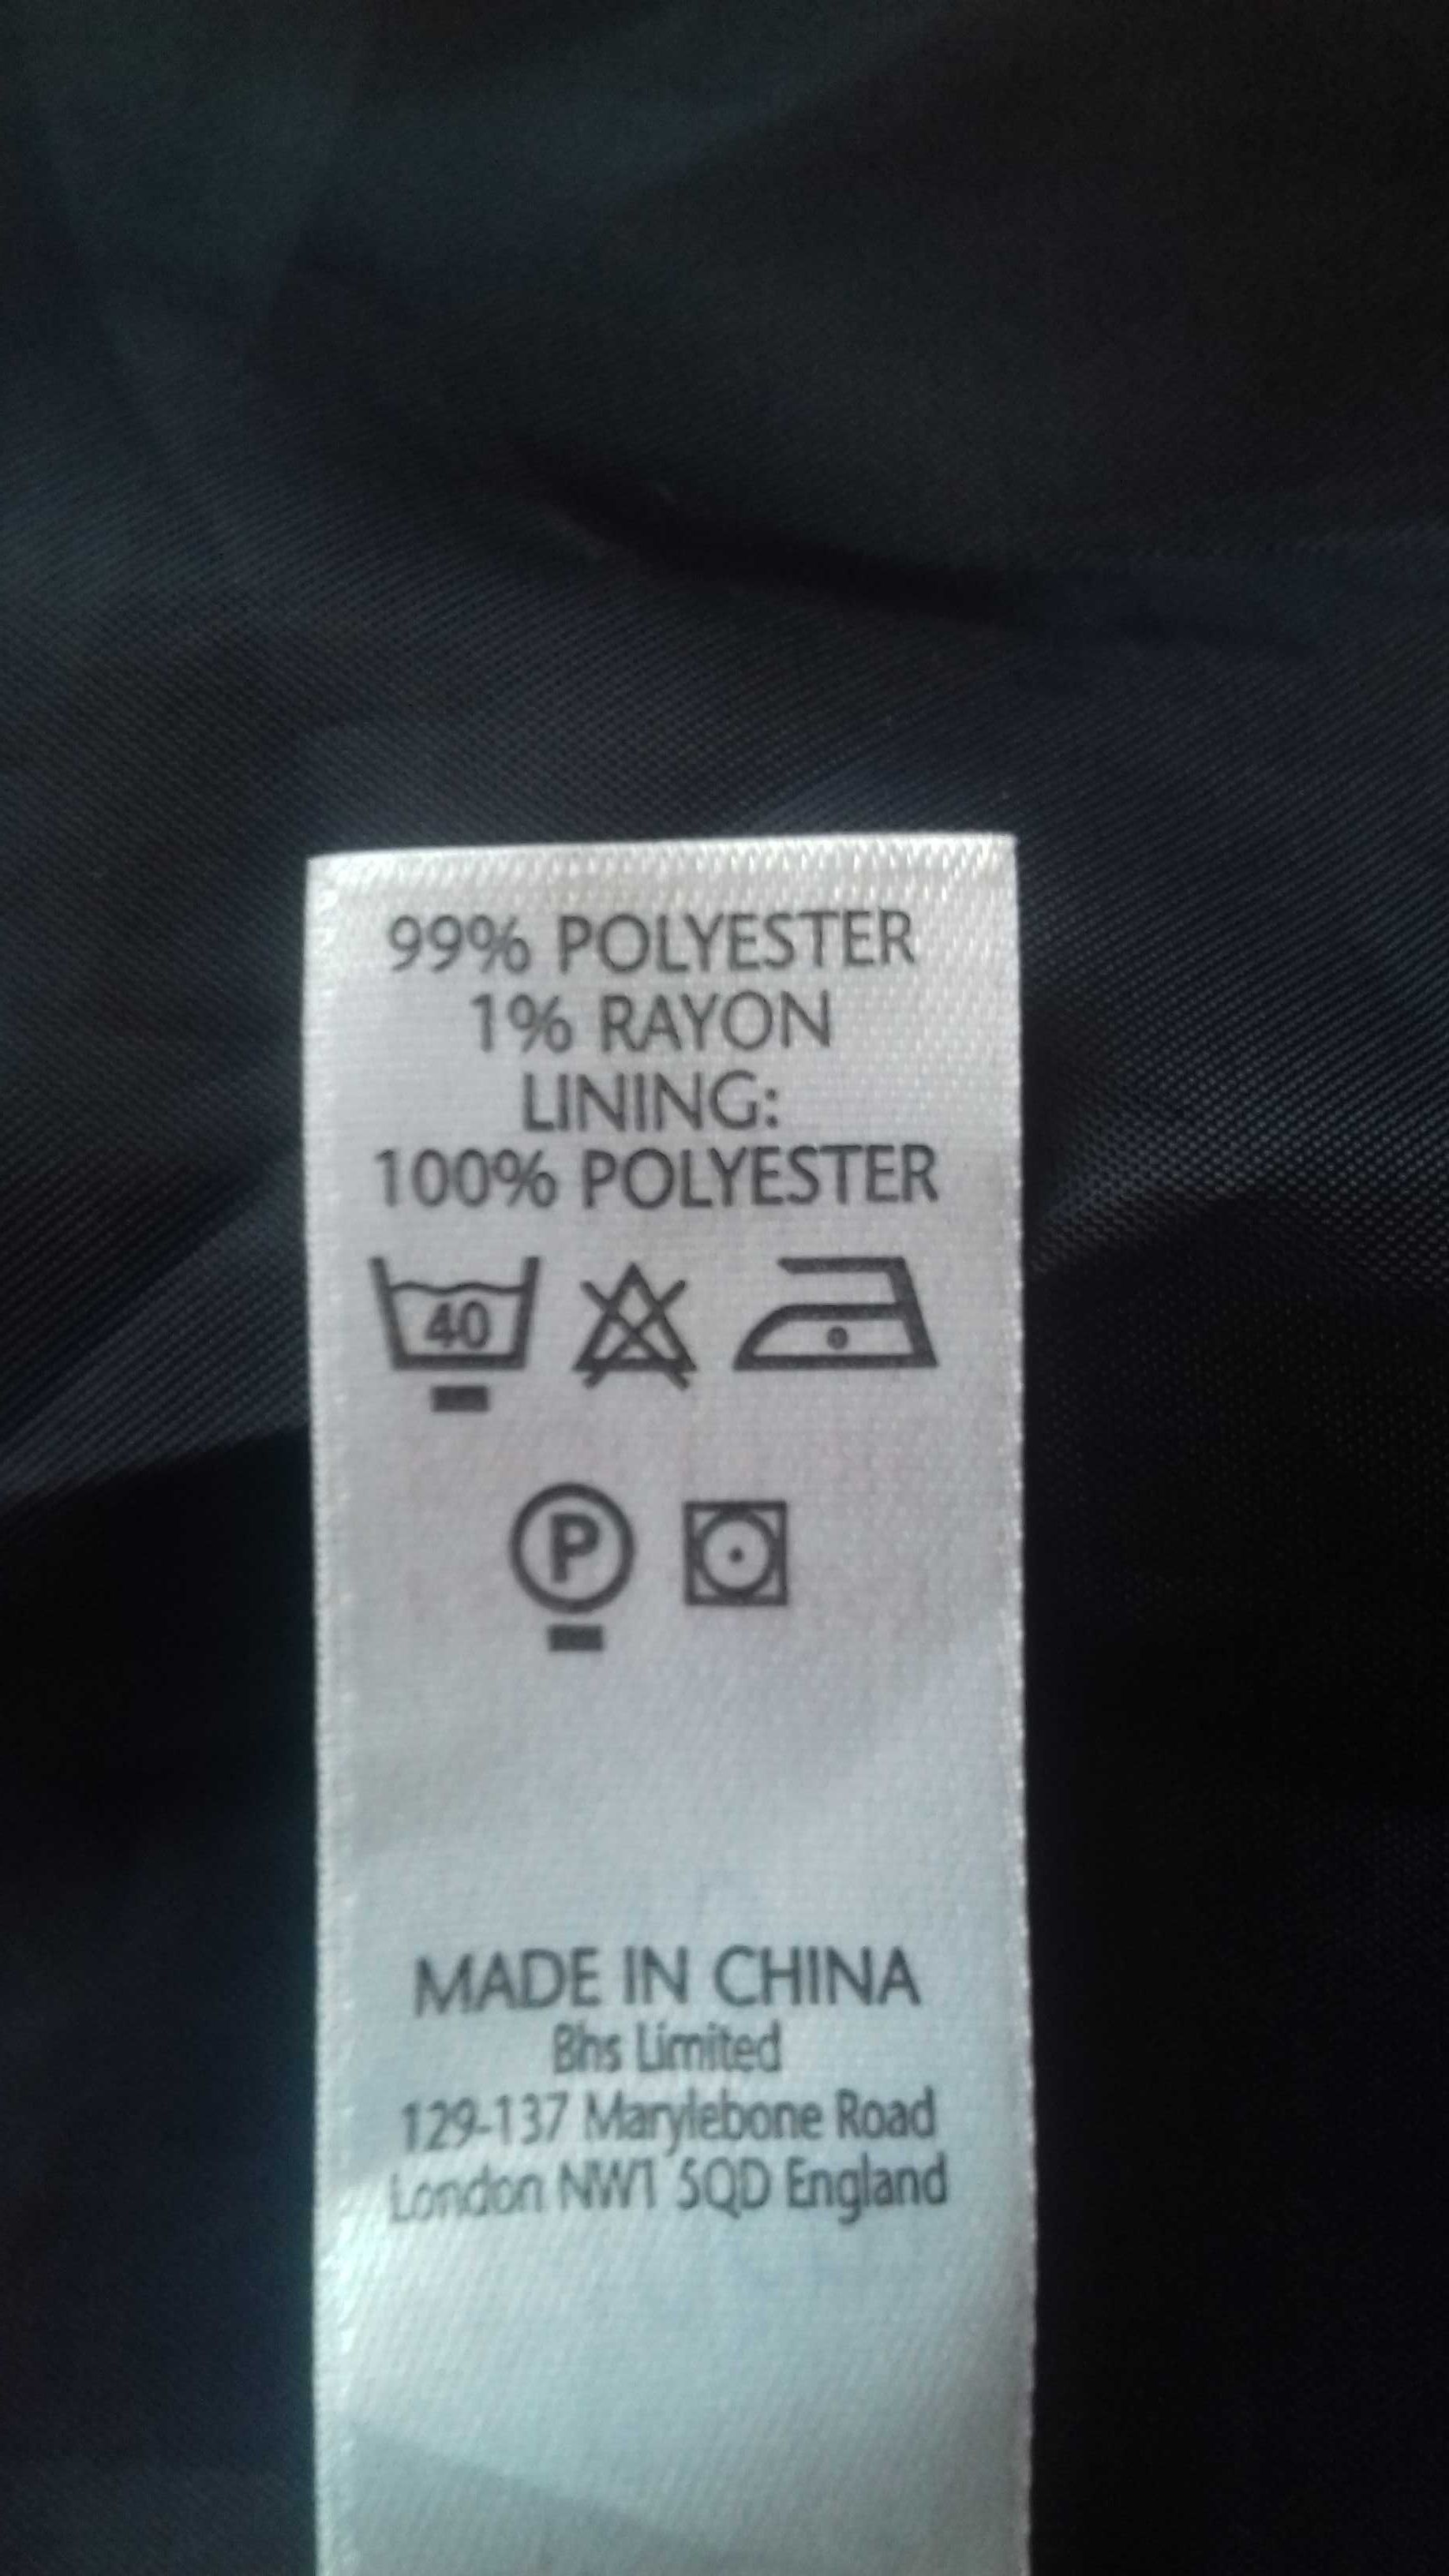 99% POLYESTER
1% RAYON
LINING:
100% POLYESTER
40
P
MADE IN CHINA
Bhs Limited
129-137 Marylebone Road
London NW1 5QD England